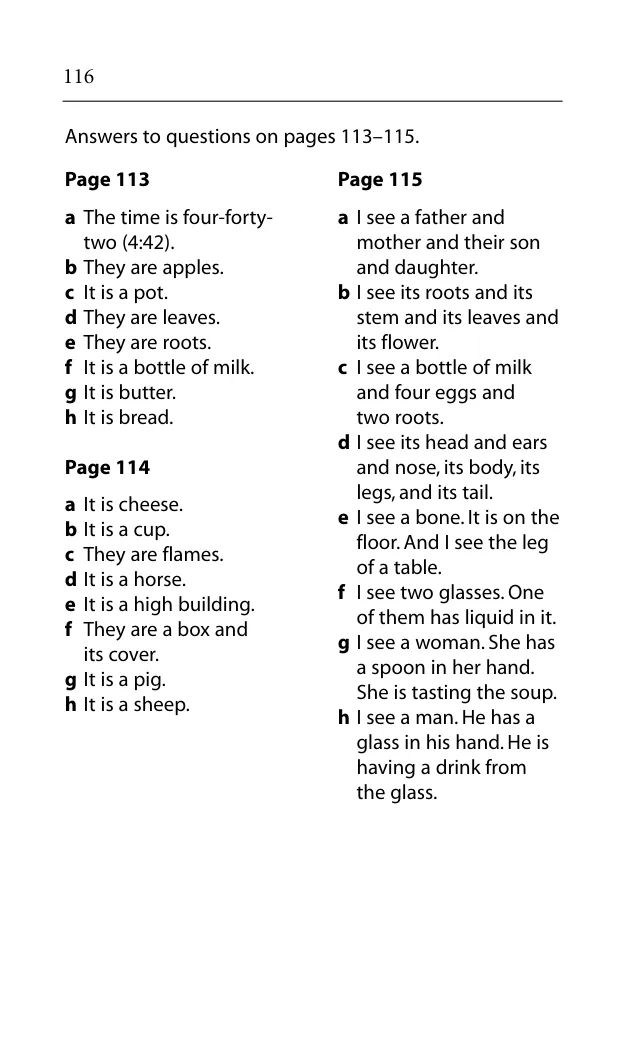 116
Answers to questions on pages 113–115.
Page 113
a The time is four-forty-
two (4:42).
b They are apples.
c It is a pot.
d They are leaves.
e They are roots.
f It is a bottle of milk.
g It is butter.
h It is bread.
Page 114
a It is cheese.
b It is a cup.
c They are flames.
d It is a horse.
e It is a high building.
f They are a box and
its cover.
g It is a pig.
h It is a sheep.
Page 115
a I see a father and
mother and their son
and daughter.
b I see its roots and its
stem and its leaves and
its flower.
c I see a bottle of milk
and four eggs and
two roots.
d I see its head and ears
and nose, its body, its
legs, and its tail.
e I see a bone. It is on the
floor. And I see the leg
of a table.
f I see two glasses. One
of them has liquid in it.
g I see a woman. She has
a spoon in her hand.
She is tasting the soup.
h I see a man. He has a
glass in his hand. He is
having a drink from
the glass.